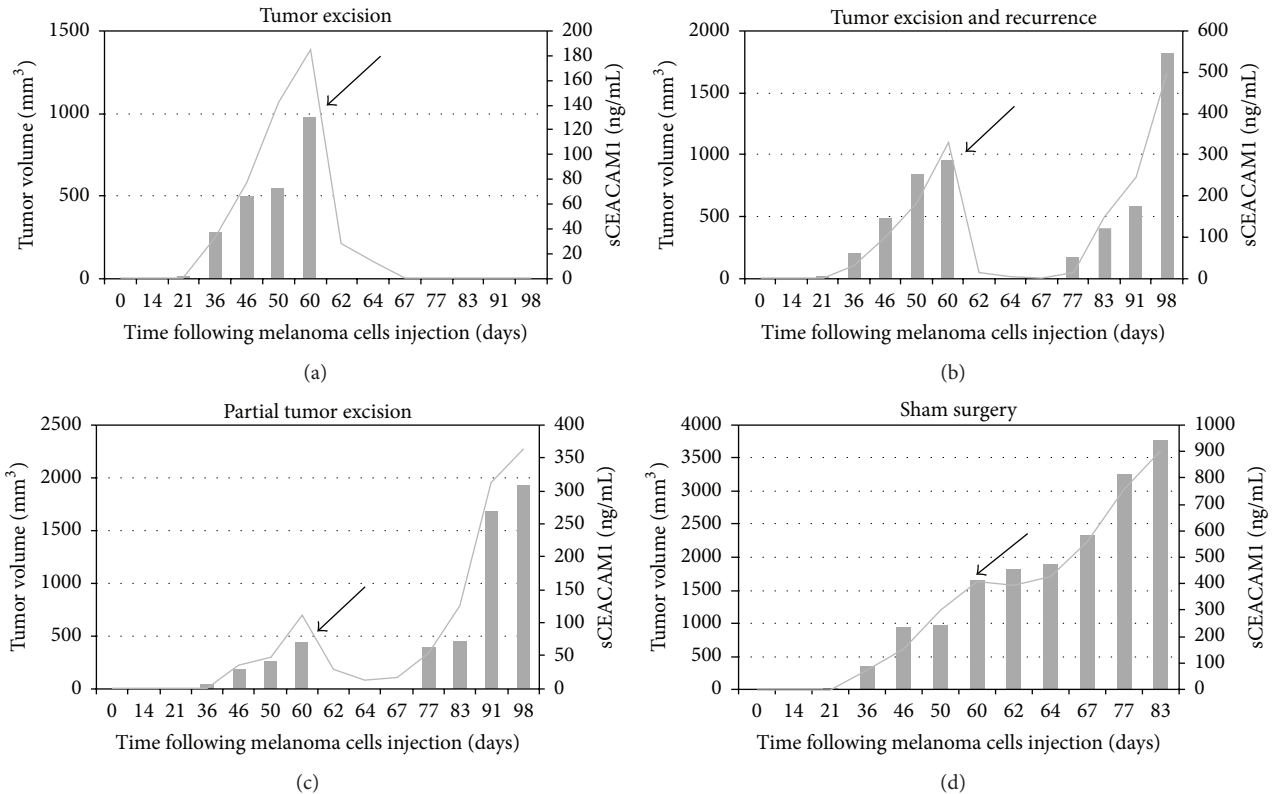 Tumor excision
Tumor volume (mm³)
1500
1000
500
0
200
180
160
140
120
100
80
60
40
20
0
sCEACAM1 (ng/mL)
0 14 21 36 46 50 60 62 64 67 77 83 91 98
Time following melanoma cells injection (days)
(a)
Tumor excision and recurrence
Tumor volume (mm³)
2000
1500
1000
500
0
600
500
400
300
200
100
0
sCEACAM1 (ng/mL)
0 14 21 36 46 50 60 62 64 67 77 83 91 98
Time following melanoma cells injection (days)
(b)
Partial tumor excision
Tumor volume (mm³)
2500
2000
1500
1000
500
0
400
350
300
250
200
150
100
50
0
sCEACAM1 (ng/mL)
0 14 21 36 46 50 60 62 64 67 77 83 91 98
Time following melanoma cells injection (days)
(c)
Sham surgery
Tumor volume (mm³)
4000
3500
3000
2500
2000
1500
1000
500
0
1000
900
800
700
600
500
400
300
200
100
0
sCEACAM1 (ng/mL)
0 14 21 36 46 50 60 62 64 67 77 83
Time following melanoma cells injection (days)
(d)